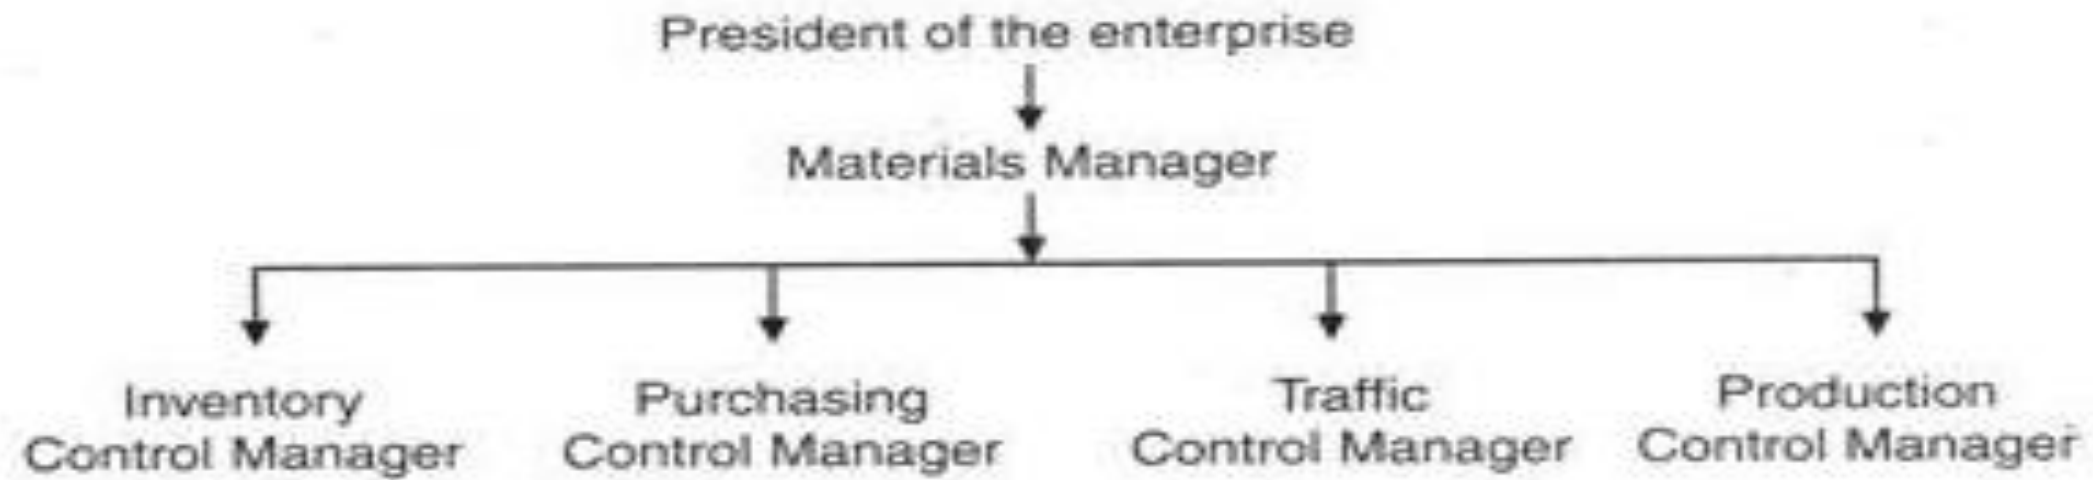 President of the enterprise
Materials Manager
Inventory
Control Manager
Purchasing
Control Manager
Traffic
Control Manager
Production
Control Manager